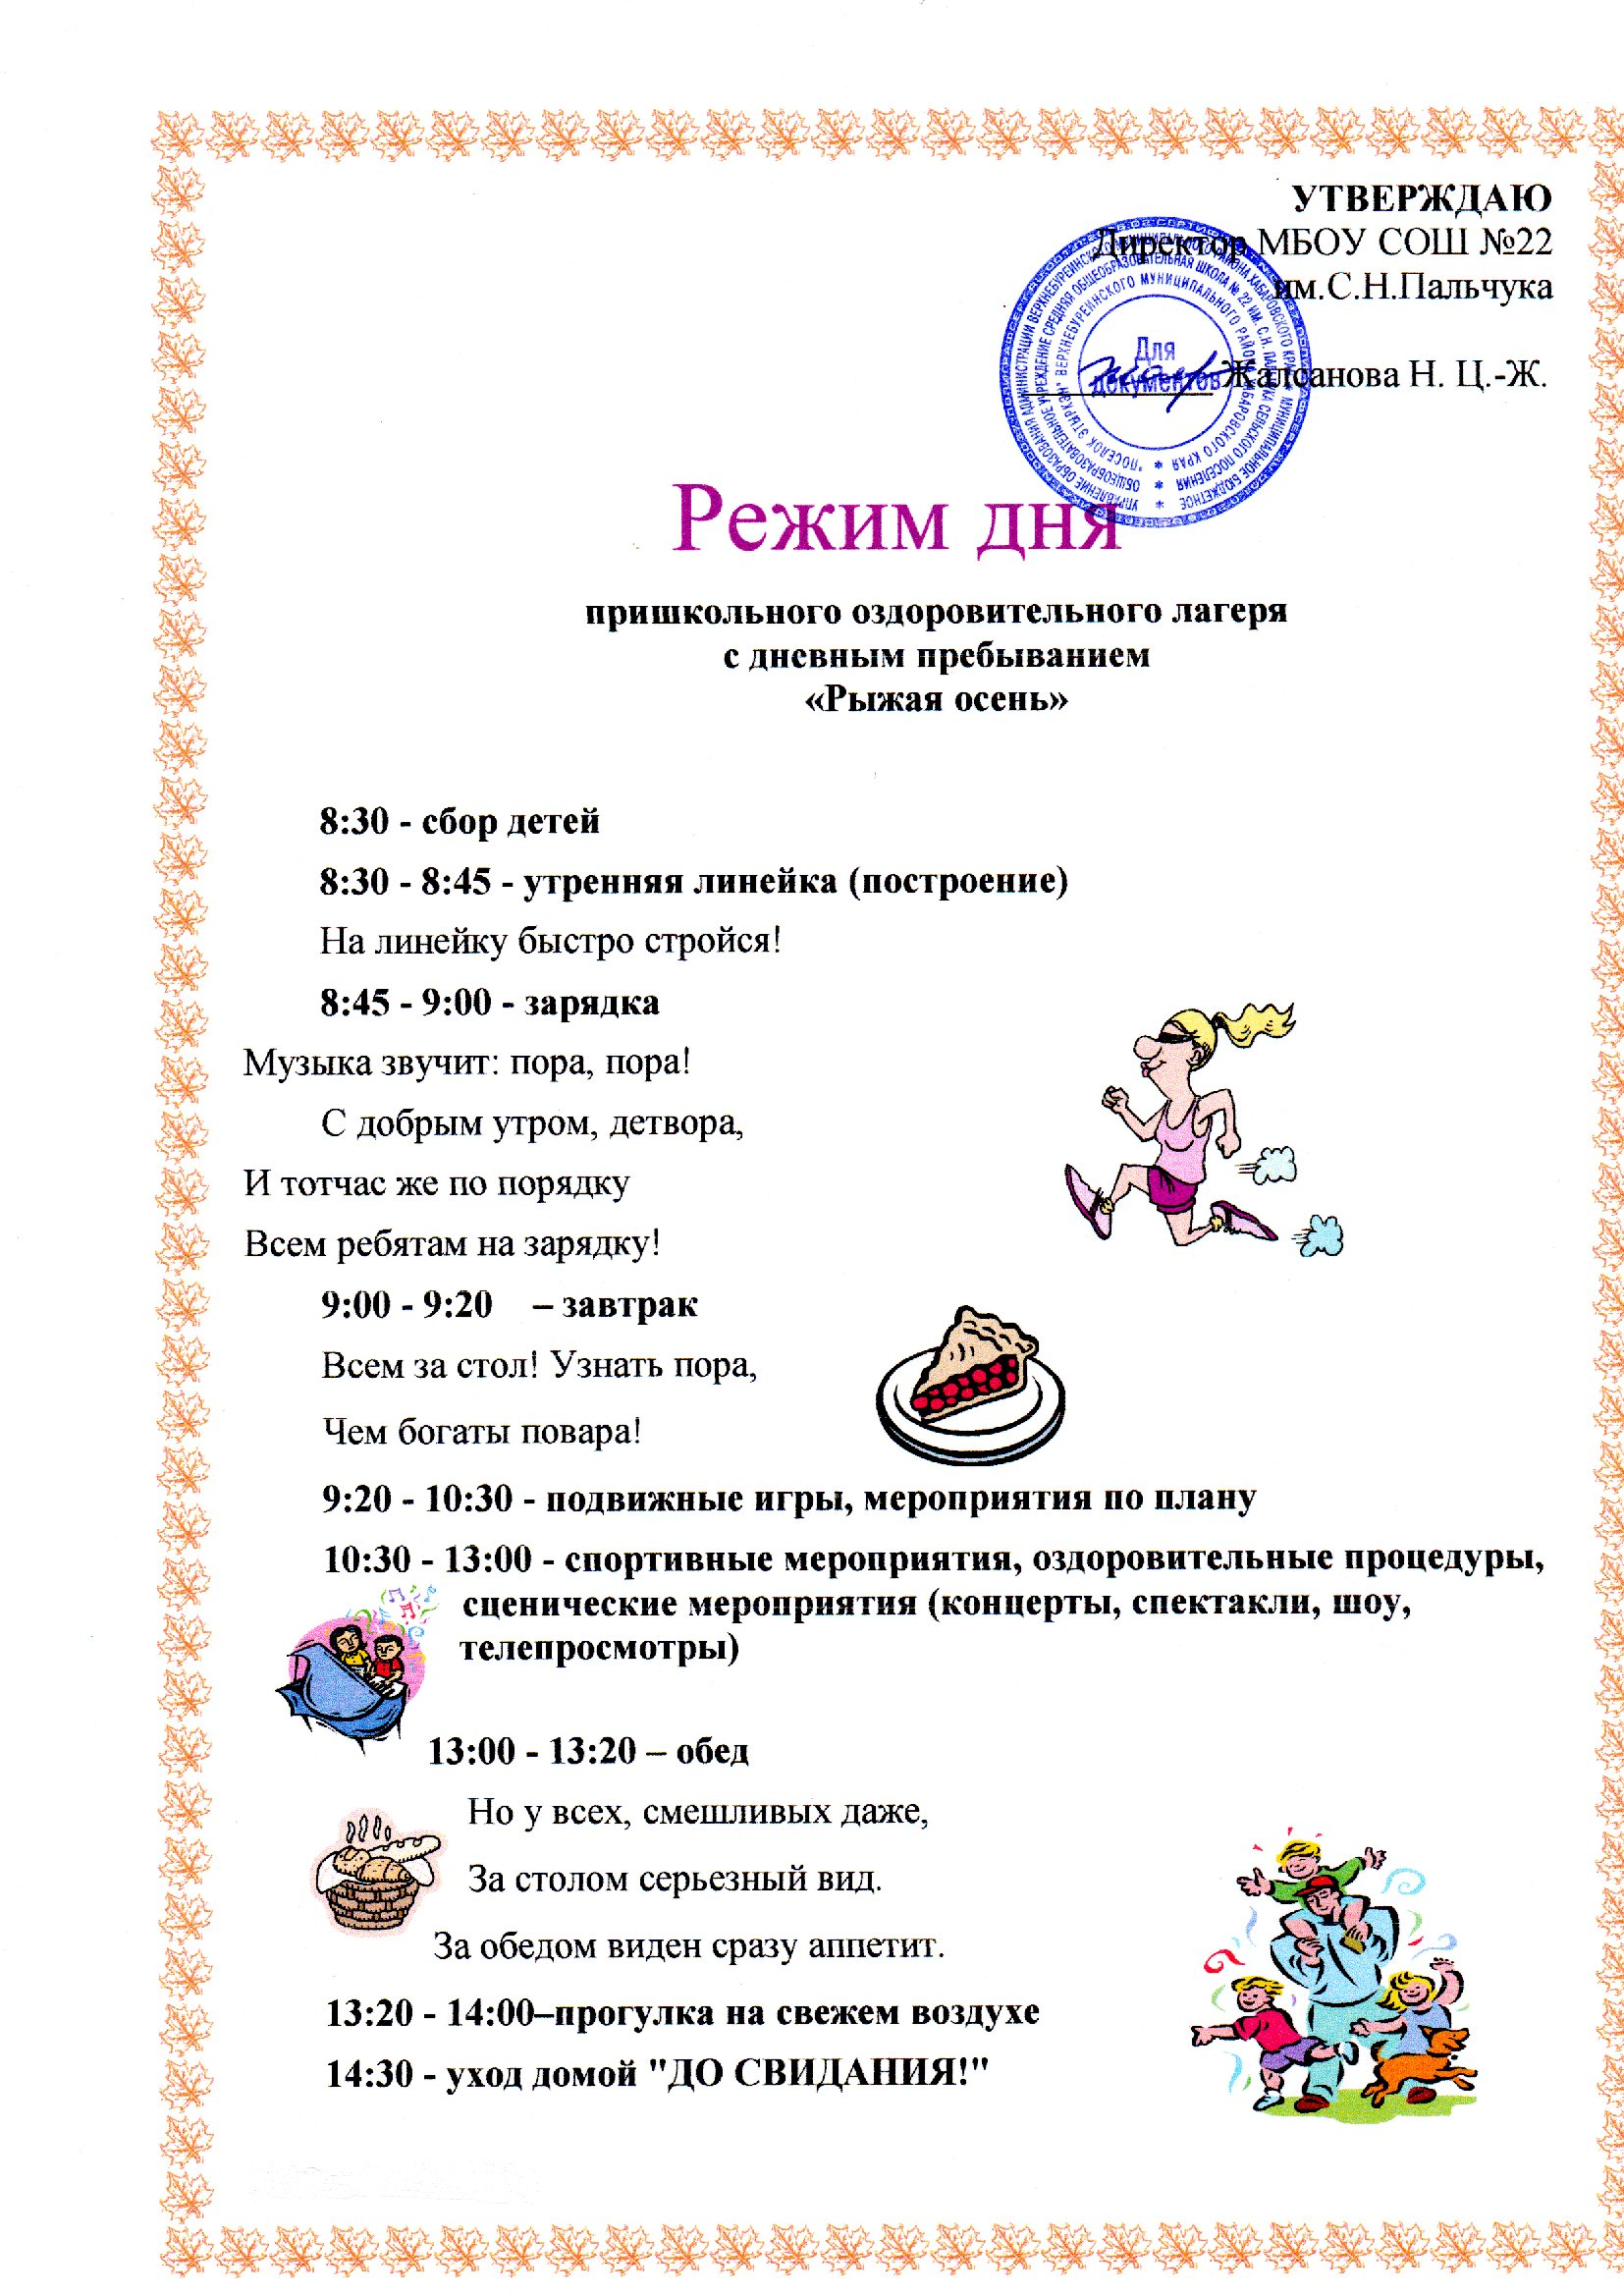 УТВЕРЖДАЮ
Директор МБОУ СОШ №22
им.С.Н.Пальчука
Для
документов
Жалсанова Н. Ц.-Ж.
Режим дня
пришкольного оздоровительного лагеря
с дневным пребыванием
«Рыжая осень»
8:30 - сбор детей
8:30 - 8:45 - утренняя линейка (построение)
На линейку быстро стройся!
8:45 - 9:00 - зарядка
Музыка звучит: пора, пора!
С добрым утром, детвора,
И тотчас же по порядку
Всем ребятам на зарядку!
9:00 - 9:20 – завтрак
Всем за стол! Узнать пора,
Чем богаты повара!
9:20 - 10:30 - подвижные игры, мероприятия по плану
10:30 - 13:00 - спортивные мероприятия, оздоровительные процедуры,
сценические мероприятия (концерты, спектакли, шоу,
телепросмотры)
13:00 - 13:20 – обед
Но у всех, смешливых даже,
За столом серьезный вид.
За обедом виден сразу аппетит.
13:20 - 14:00–прогулка на свежем воздухе
14:30 - уход домой "ДО СВИДАНИЯ!"